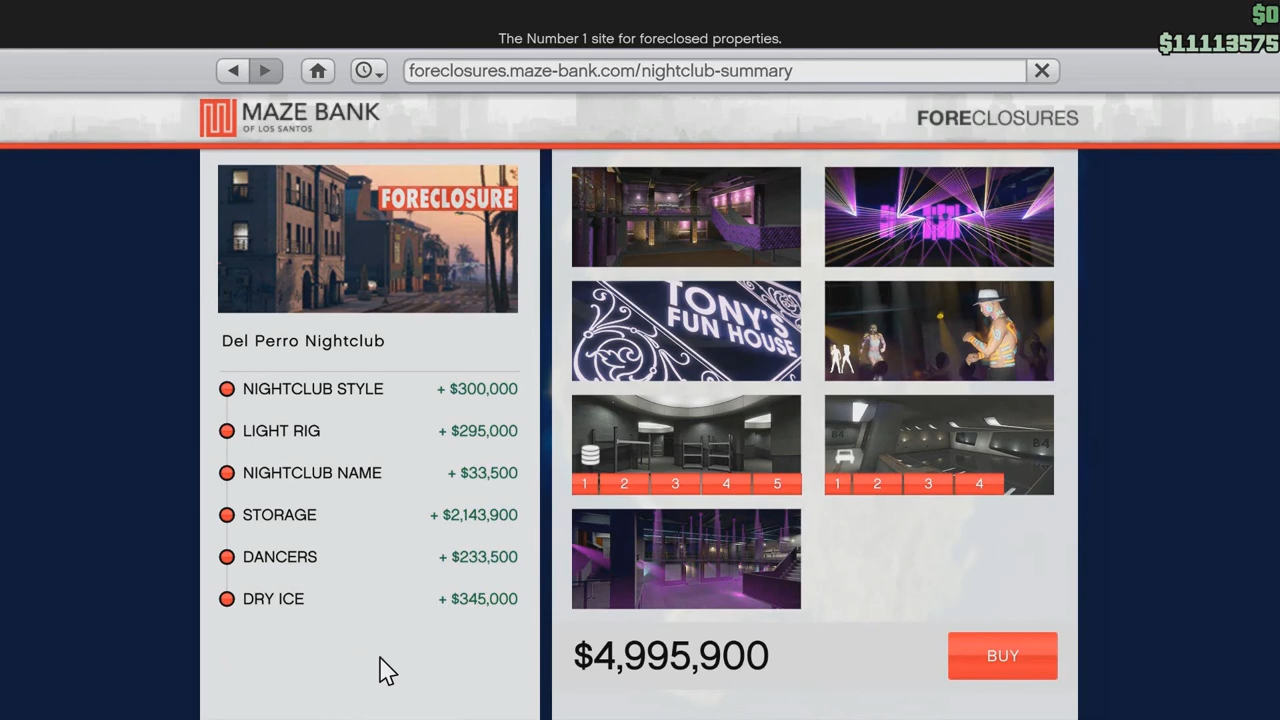 $0
The Number 1 site for foreclosed properties.
$11113575
foreclosures.maze-bank.com/nightclub-summary
MAZE BANK
OF LOS SANTOS
FORECLOSURES
FORECLOSURE
Del Perro Nightclub
NIGHTCLUB STYLE + $300,000
LIGHT RIG + $295,000
NIGHTCLUB NAME + $33,500
STORAGE + $2,143,900
DANCERS + $233,500
DRY ICE + $345,000
TONY'S
FUN HOUSE
B4 B4
1 2 3 4 5
1 2 3 4
$4,995,900
BUY